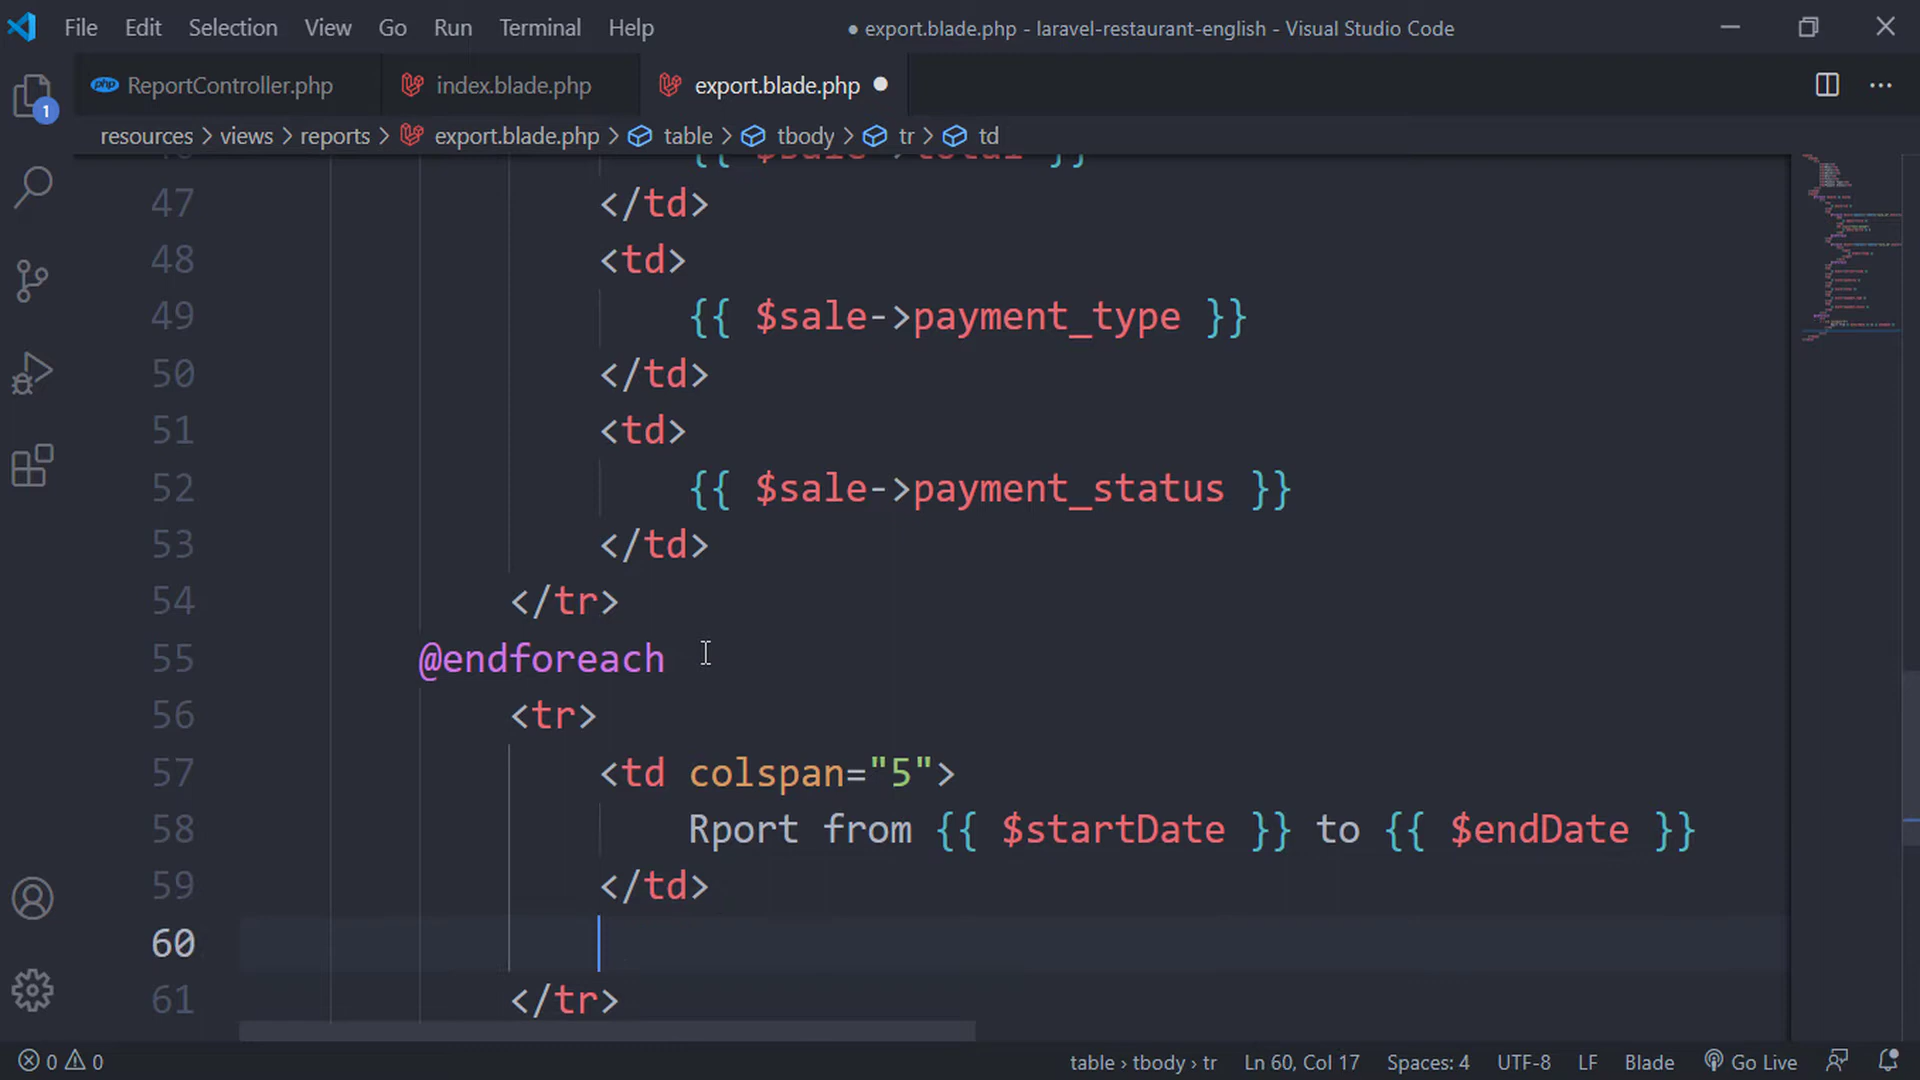 File Edit Selection View Go Run Terminal Help
● export.blade.php - laravel-restaurant-english - Visual Studio Code
ReportController.php index.blade.php export.blade.php ●
resources > views > reports > export.blade.php > table > tbody > tr > td
1
{{ $sale->total }}
47 </td>
48 <td>
49 {{ $sale->payment_type }}
50 </td>
51 <td>
52 {{ $sale->payment_status }}
53 </td>
54 </tr>
55 @endforeach
56 <tr>
57 <td colspan="5">
58 Rport from {{ $startDate }} to {{ $endDate }}
59 </td>
60
61 </tr>
0 0 table > tbody > tr Ln 60, Col 17 Spaces: 4 UTF-8 LF Blade Go Live